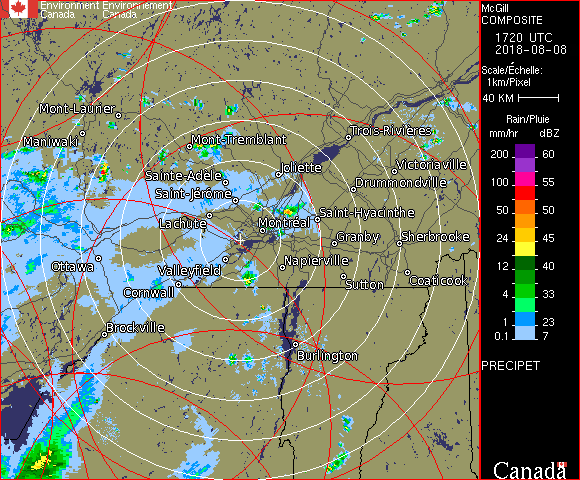 Environment Environnement
Canada Canada
McGill
COMPOSITE
1720 UTC
2018-08-08
Scale/Échelle:
1km/Pixel
40 KM
Rain/Pluie
mm/hr dBZ
200 60
150 57
100 55
50 50
24 45
12 40
4 33
1 23
0.1 7
PRECIPET
Canada
Mont-Laurier
Maniwaki
Mont-Tremblant
Trois-Rivières
Sainte-Adèle
Joliette
Victoriaville
Saint-Jérôme
Drummondville
Lachute
Montréal
Saint-Hyacinthe
Granby
Sherbrooke
Ottawa
Valleyfield
Napierville
Cornwall
Sutton
Coaticook
Brockville
Burlington